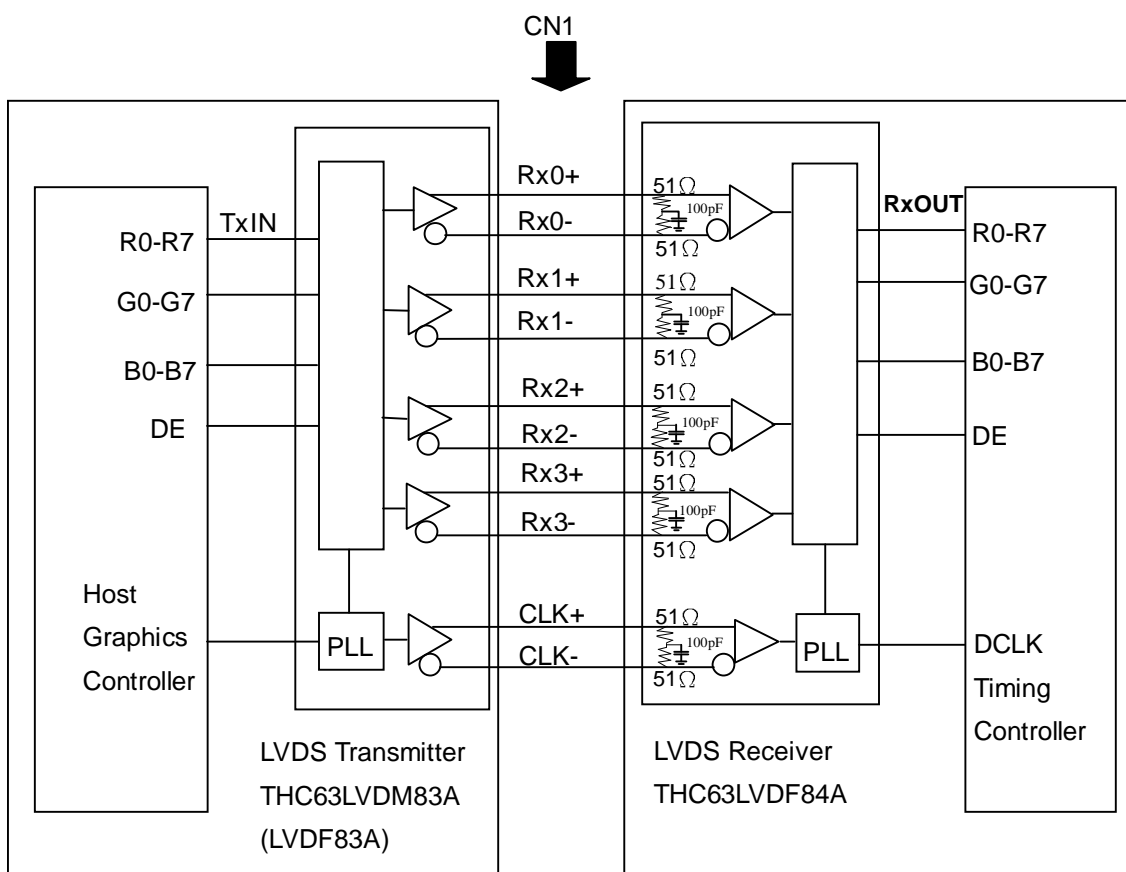 CN1
Rx0+
51Ω
TxIN
Rx0-
100pF
RxOUT
R0-R7
51Ω
R0-R7
Rx1+
51Ω
G0-G7
G0-G7
Rx1-
100pF
51Ω
B0-B7
B0-B7
Rx2+
51Ω
DE
Rx2-
100pF
DE
51Ω
Rx3+
51Ω
Rx3-
100pF
51Ω
Host
Graphics
Controller
PLL
CLK+
51Ω
CLK-
100pF
51Ω
PLL
DCLK
Timing
Controller
LVDS Transmitter
THC63LVDM83A
(LVDF83A)
LVDS Receiver
THC63LVDF84A